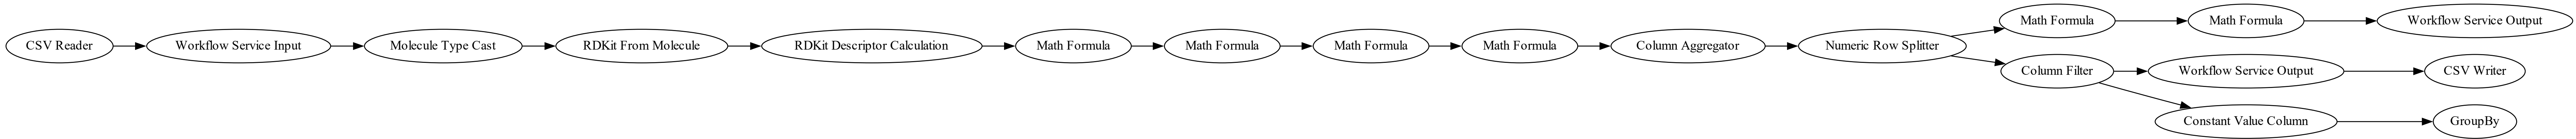 CSV Reader
Workflow Service Input
Molecule Type Cast
RDKit From Molecule
RDKit Descriptor Calculation
Math Formula
Math Formula
Math Formula
Math Formula
Column Aggregator
Numeric Row Splitter
Math Formula
Math Formula
Workflow Service Output
Column Filter
Workflow Service Output
CSV Writer
Constant Value Column
GroupBy